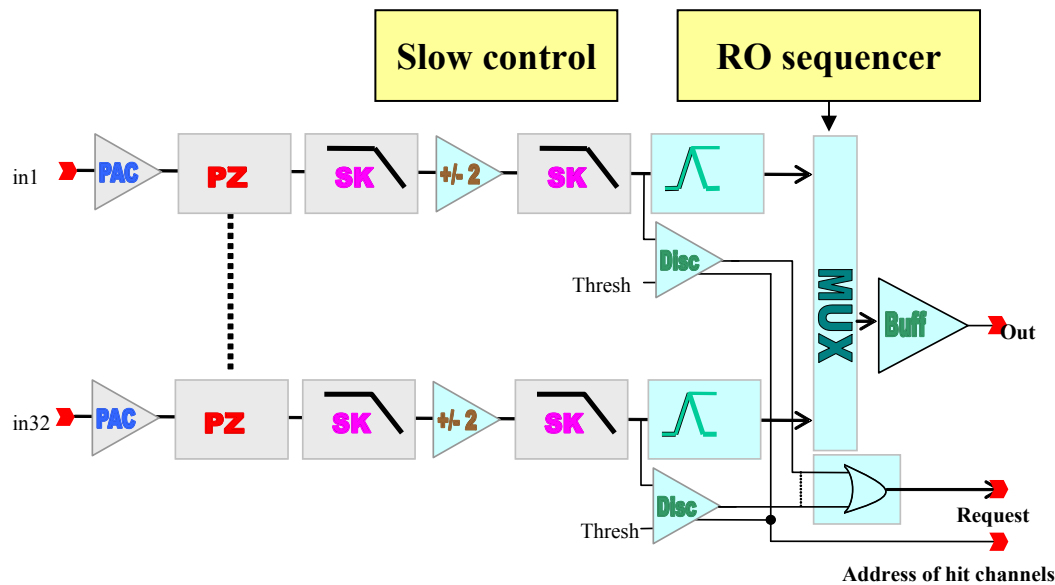 Slow control
RO sequencer
in1
PAC
PZ
SK
+/- 2
SK
Disc
Thresh
MUX
Buff
Out
in32
PAC
PZ
SK
+/- 2
SK
Disc
Thresh
Request
Address of hit channels